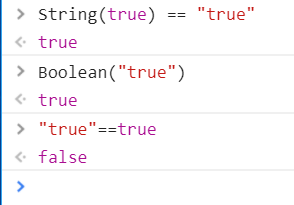 String(true) == "true"
true
Boolean("true")
true
"true"==true
false